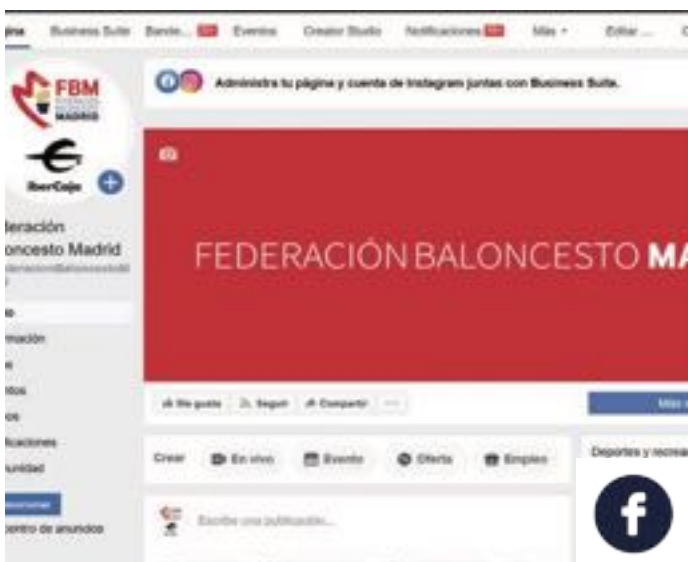 Business Suite
Eventos
Creator Studio
Notificaciones
Más
Editar ...
FBM
MADRID
iberCaja
eración
oncesto Madrid
Administra tu página y cuenta de Instagram juntas con Business Suite.
FEDERACIÓN BALONCESTO MA
mación
Me gusta
Seguir
Compartir
...
Crear
En vivo
Evento
Oferta
Empleo
Deportes y recrea
unidad
Escribe una publicación...
centro de anuncios
f